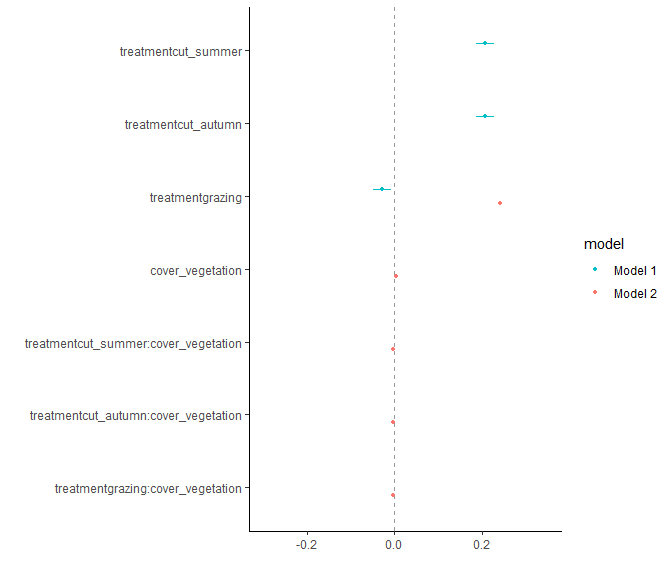 treatmentcut_summer
treatmentcut_autumn
treatmentgrazing
cover_vegetation
treatmentcut_summer:cover_vegetation
treatmentcut_autumn:cover_vegetation
treatmentgrazing:cover_vegetation
-0.2 0.0 0.2
model
Model 1
Model 2